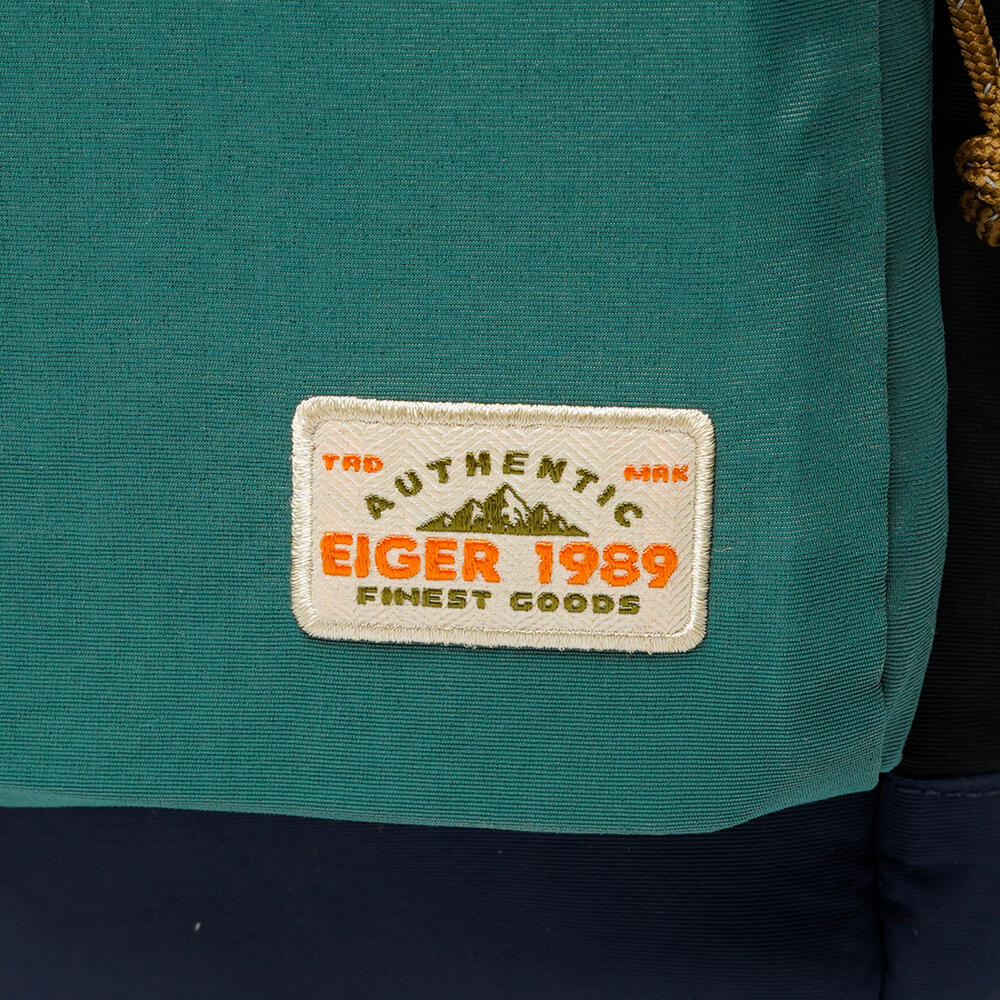 TRD MRK
AUTHENTIC
EIGER 1989
FINEST GOODS